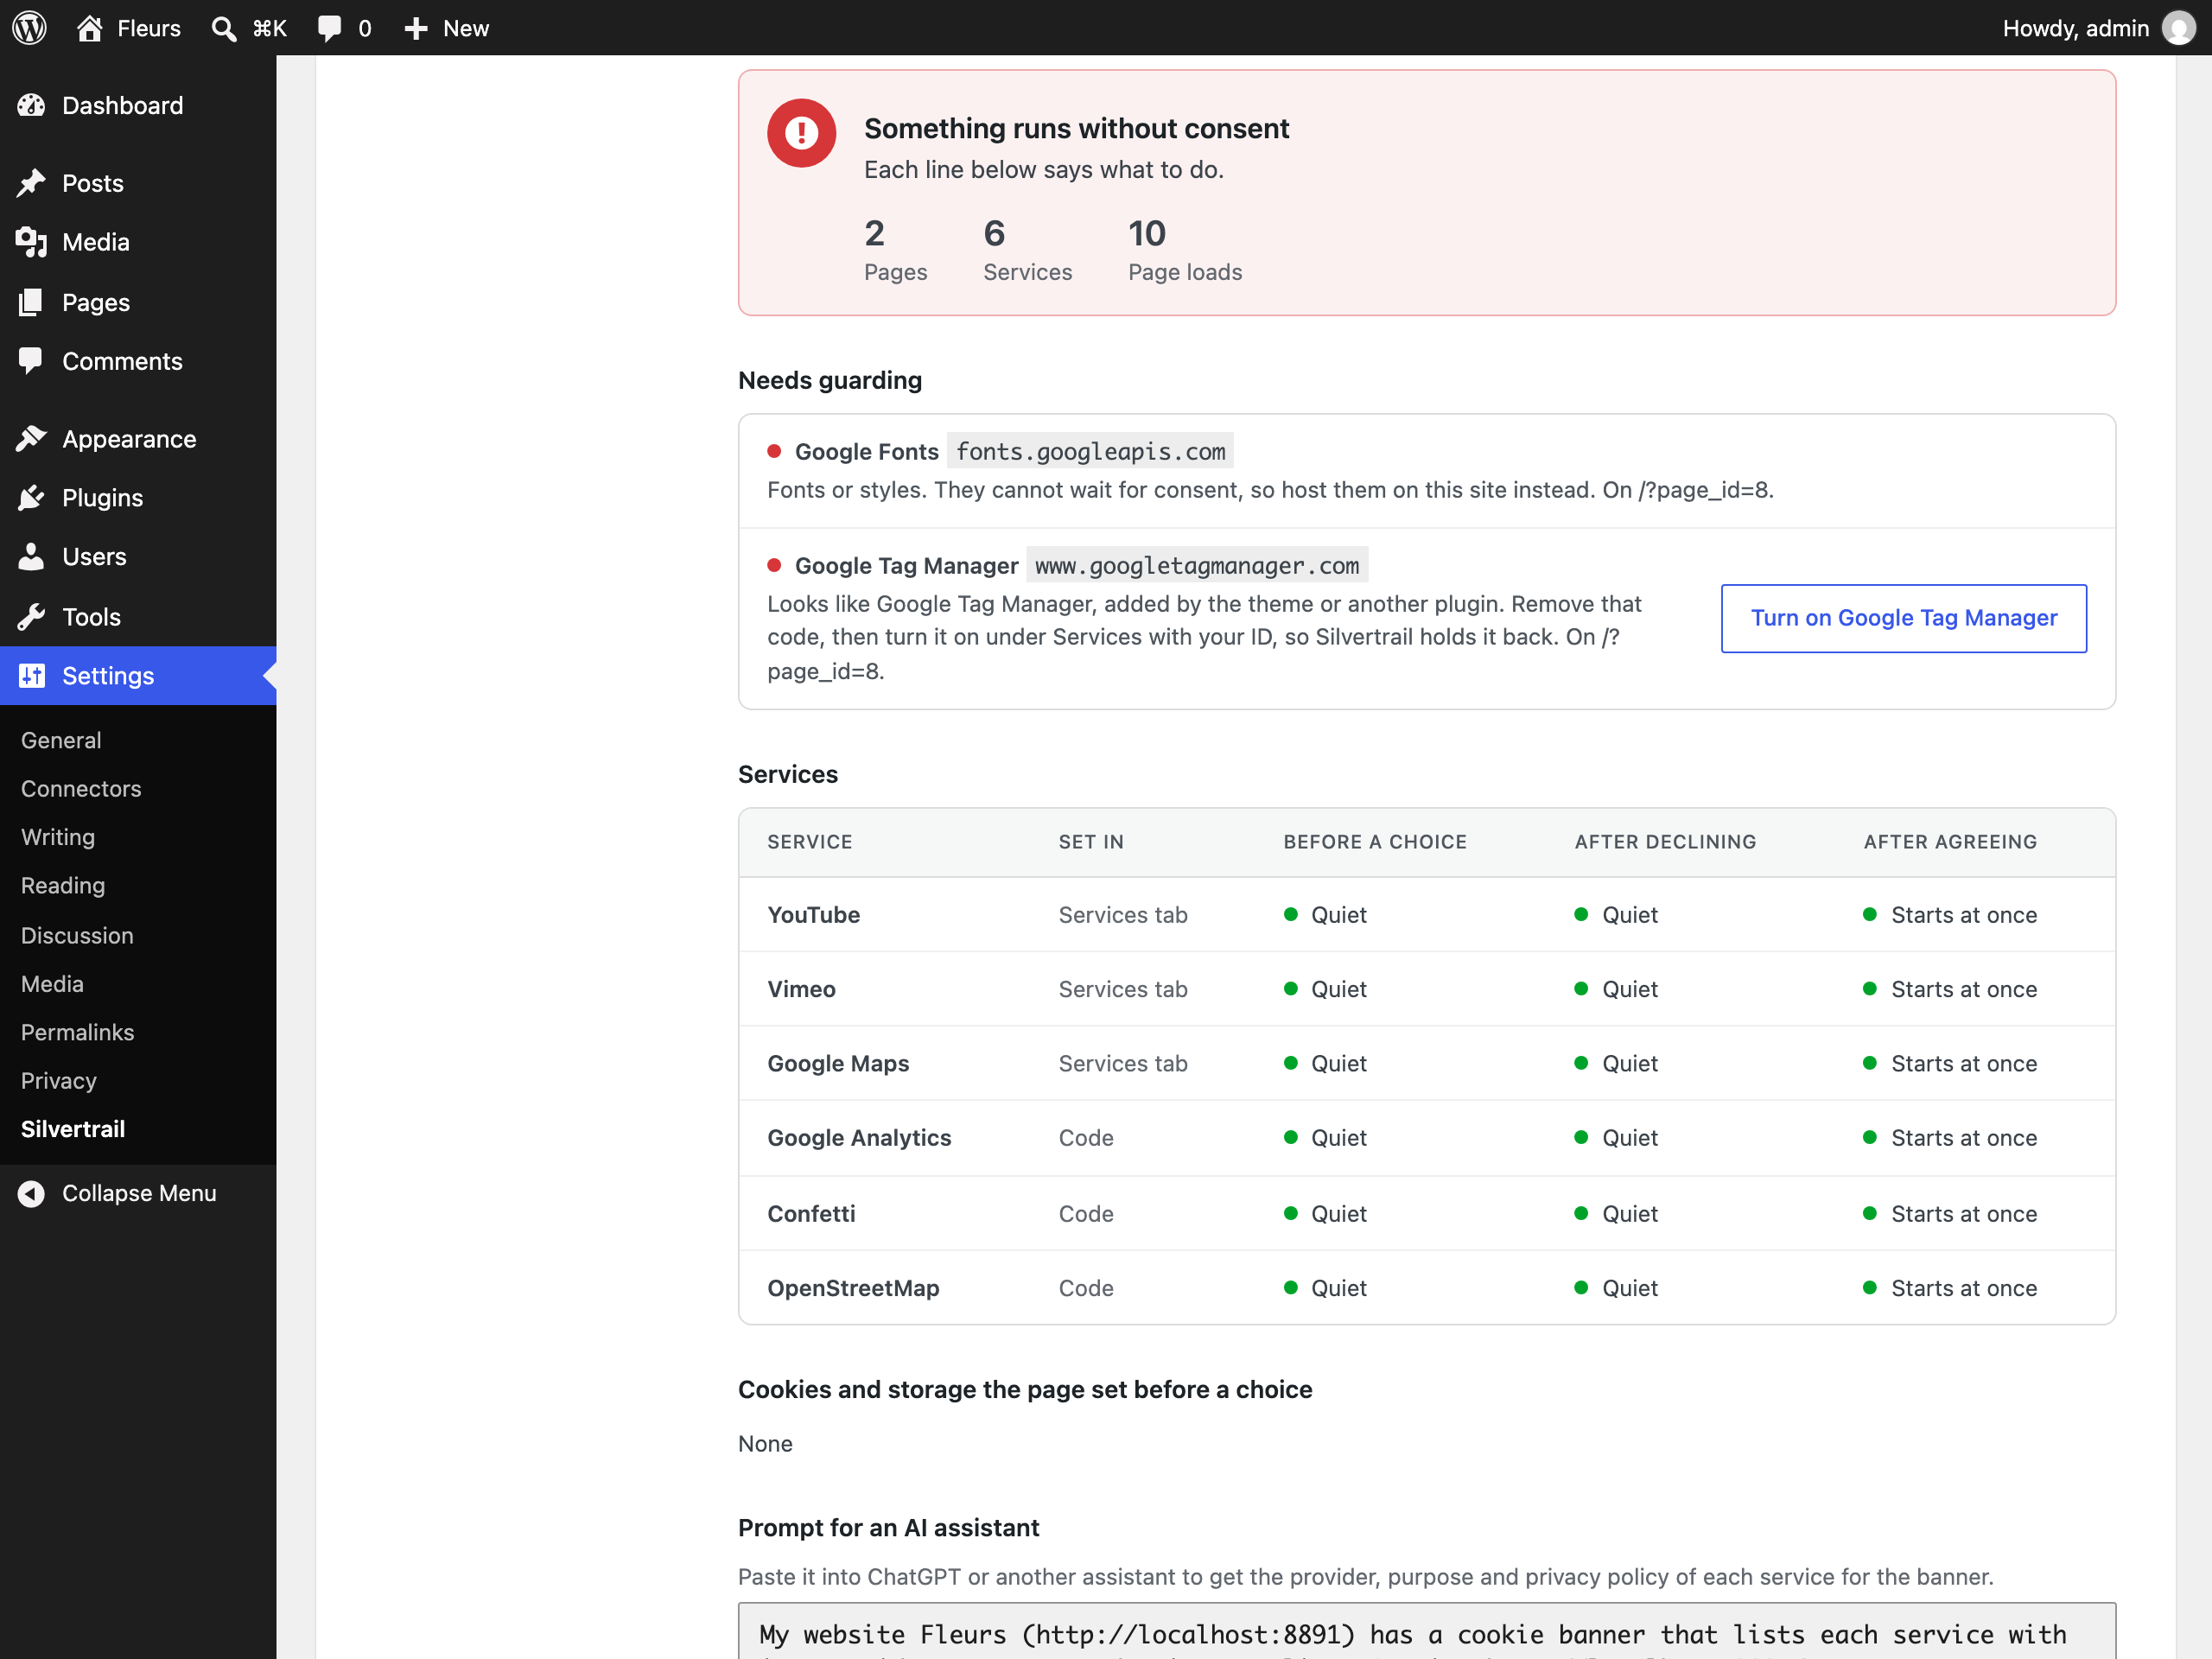 Fleurs ⌘K 0 New Howdy, admin
Dashboard
Posts
Media
Pages
Comments
Appearance
Plugins
Users
Tools
Settings
General
Connectors
Writing
Reading
Discussion
Media
Permalinks
Privacy
Silvertrail
Collapse Menu
Something runs without consent
Each line below says what to do.
2 6 10
Pages Services Page loads
Needs guarding
Google Fonts fonts.googleapis.com
Fonts or styles. They cannot wait for consent, so host them on this site instead. On /?page_id=8.
Google Tag Manager www.googletagmanager.com
Looks like Google Tag Manager, added by the theme or another plugin. Remove that
code, then turn it on under Services with your ID, so Silvertrail holds it back. On /?
page_id=8.
Turn on Google Tag Manager
Services
SERVICE SET IN BEFORE A CHOICE AFTER DECLINING AFTER AGREEING
YouTube Services tab Quiet Quiet Starts at once
Vimeo Services tab Quiet Quiet Starts at once
Google Maps Services tab Quiet Quiet Starts at once
Google Analytics Code Quiet Quiet Starts at once
Confetti Code Quiet Quiet Starts at once
OpenStreetMap Code Quiet Quiet Starts at once
Cookies and storage the page set before a choice
None
Prompt for an AI assistant
Paste it into ChatGPT or another assistant to get the provider, purpose and privacy policy of each service for the banner.
My website Fleurs (http://localhost:8891) has a cookie banner that lists each service with